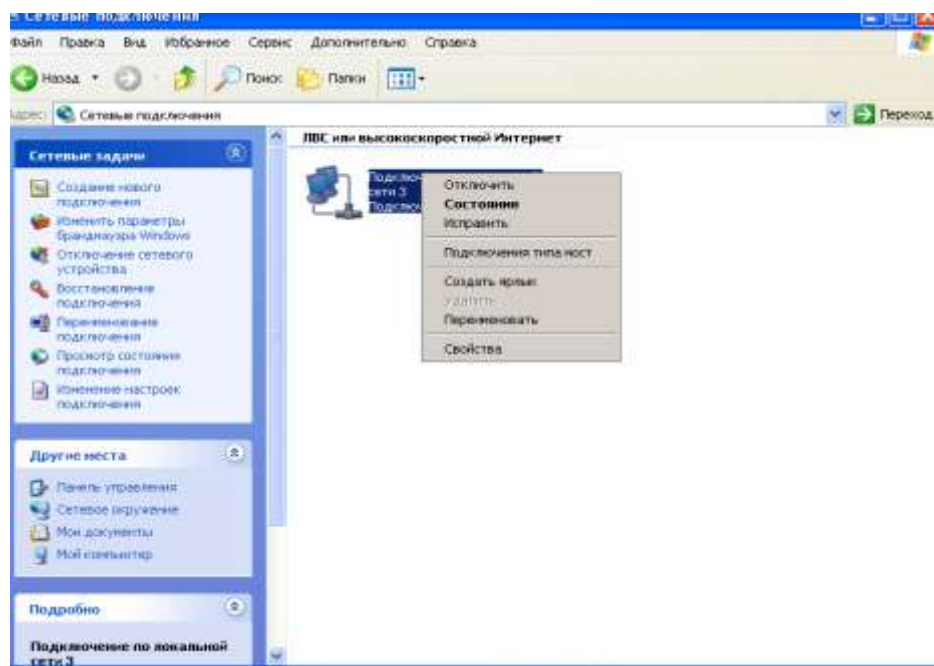 Сетевые подключения
Файл Правка Вид Избранное Сервис Дополнительно Справка
Назад Поиск Папки
Адрес: Сетевые подключения Переход
Сетевые задачи
Создание нового
подключения
Изменить параметры
брандмауэра Windows
Отключение сетевого
устройства
Восстановление
подключения
Переименование
подключения
Просмотр состояния
подключения
Изменение настроек
подключения
Другие места
Панель управления
Сетевое окружение
Мои документы
Мой компьютер
Подробно
Подключение по локальной
сети 3
ЛВС или высокоскоростной Интернет
сети 3
Отключить
Состояние
Исправить
Подключения типа мост
Создать ярлык
Удалить
Переименовать
Свойства